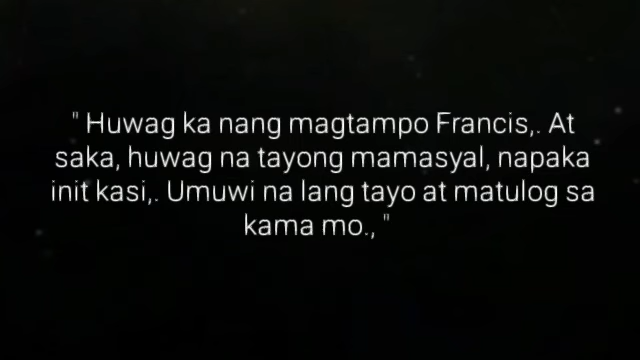 " Huwag ka nang magtampo Francis,. At
saka, huwag na tayong mamasyal, napaka
init kasi,. Umuwi na lang tayo at matulog sa
kama mo., "